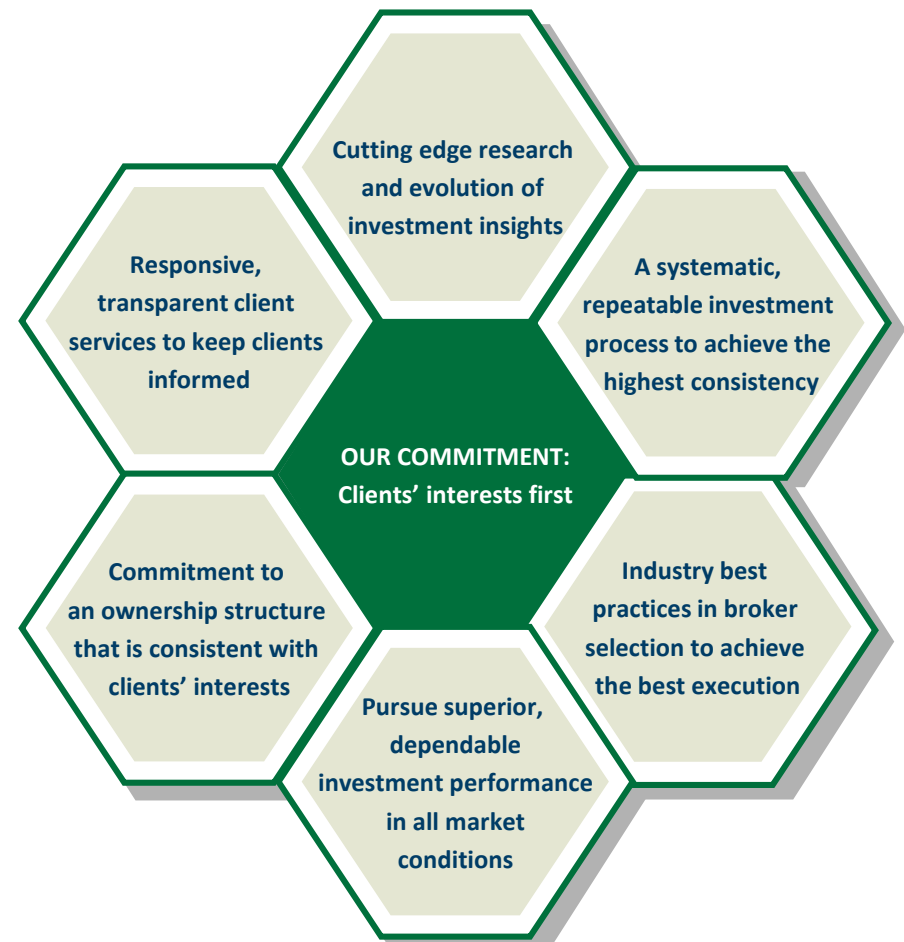 Cutting edge research
and evolution of
investment insights
A systematic,
repeatable investment
process to achieve the
highest consistency
Industry best
practices in broker
selection to achieve
the best execution
Pursue superior,
dependable
investment performance
in all market
conditions
Commitment to
an ownership structure
that is consistent with
clients’ interests
Responsive,
transparent client
services to keep clients
informed
OUR COMMITMENT:
Clients’ interests first